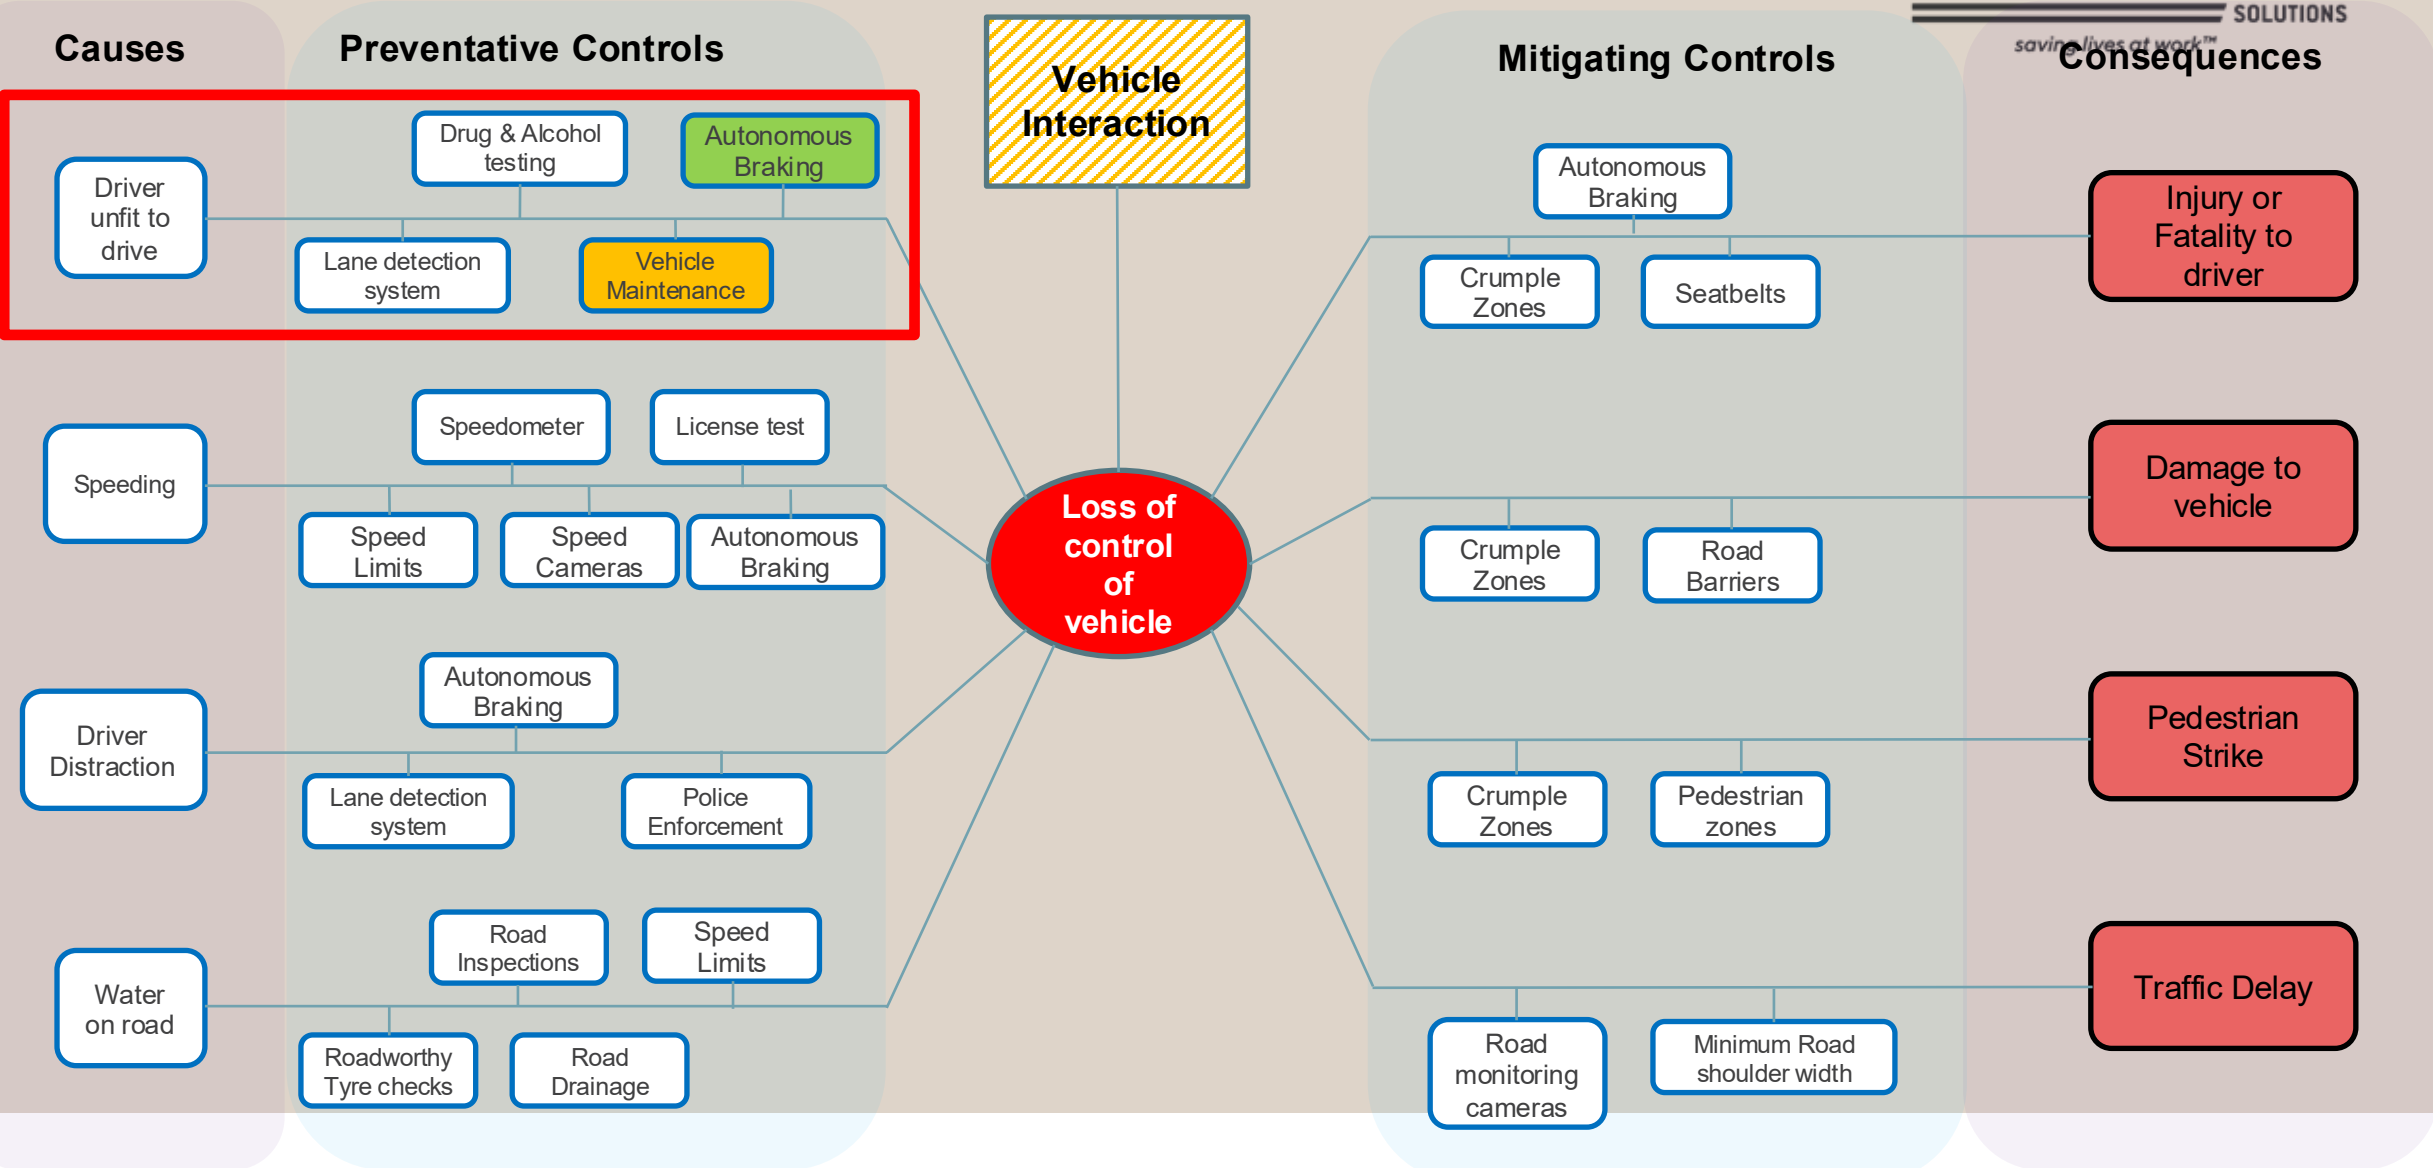 SOLUTIONS
saving lives at work™
Causes
Preventative Controls
Vehicle
Interaction
Mitigating Controls
Consequences
Driver
unfit to
drive
Drug & Alcohol
testing
Autonomous
Braking
Lane detection
system
Vehicle
Maintenance
Autonomous
Braking
Crumple
Zones
Seatbelts
Injury or
Fatality to
driver
Speeding
Speedometer
License test
Speed
Limits
Speed
Cameras
Autonomous
Braking
Loss of
control
of
vehicle
Crumple
Zones
Road
Barriers
Damage to
vehicle
Driver
Distraction
Autonomous
Braking
Lane detection
system
Police
Enforcement
Crumple
Zones
Pedestrian
zones
Pedestrian
Strike
Water
on road
Road
Inspections
Speed
Limits
Roadworthy
Tyre checks
Road
Drainage
Road
monitoring
cameras
Minimum Road
shoulder width
Traffic Delay